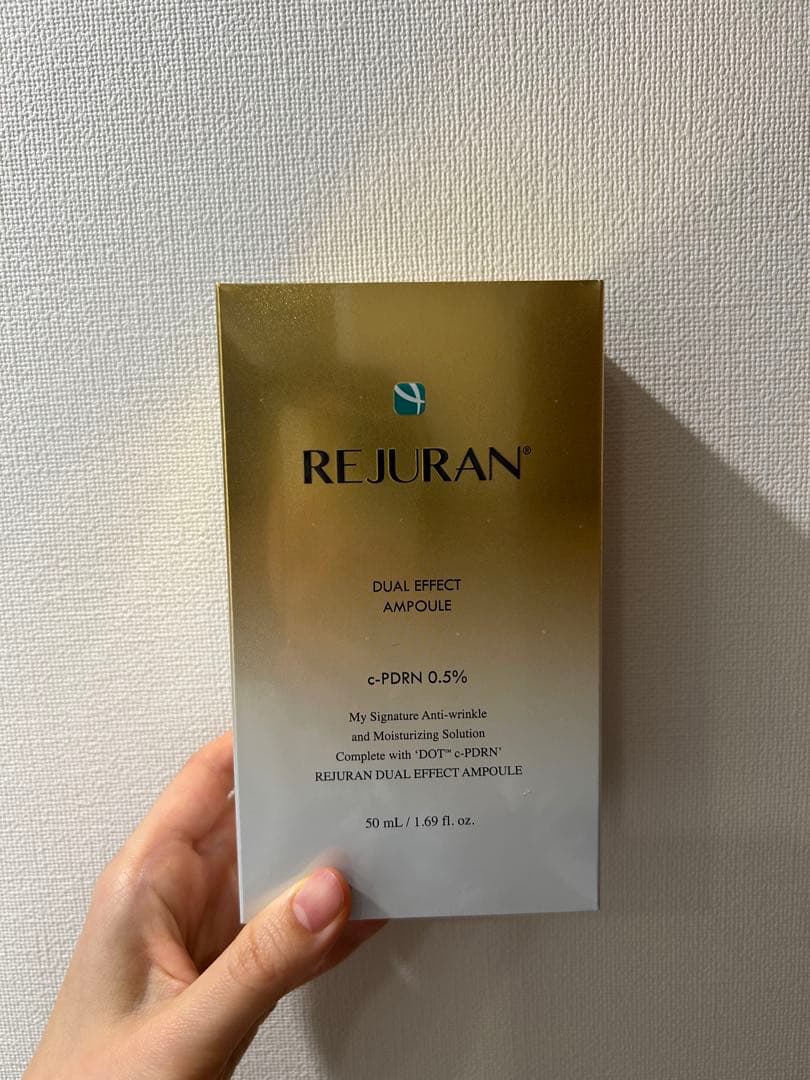 REJURAN®
DUAL EFFECT
AMPOULE
c-PDRN 0.5%
My Signature Anti-wrinkle
and Moisturizing Solution
Complete with ‘DOT™ c-PDRN’
REJURAN DUAL EFFECT AMPOULE
50 mL / 1.69 fl. oz.